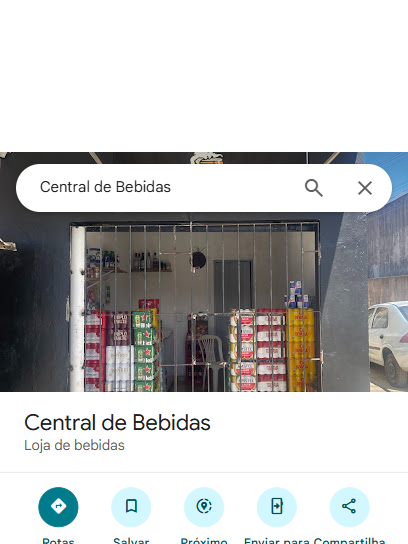 Central de Bebidas
Central de Bebidas
Loja de bebidas
Rotas
Salvar
Próximo
Enviar para
Compartilha